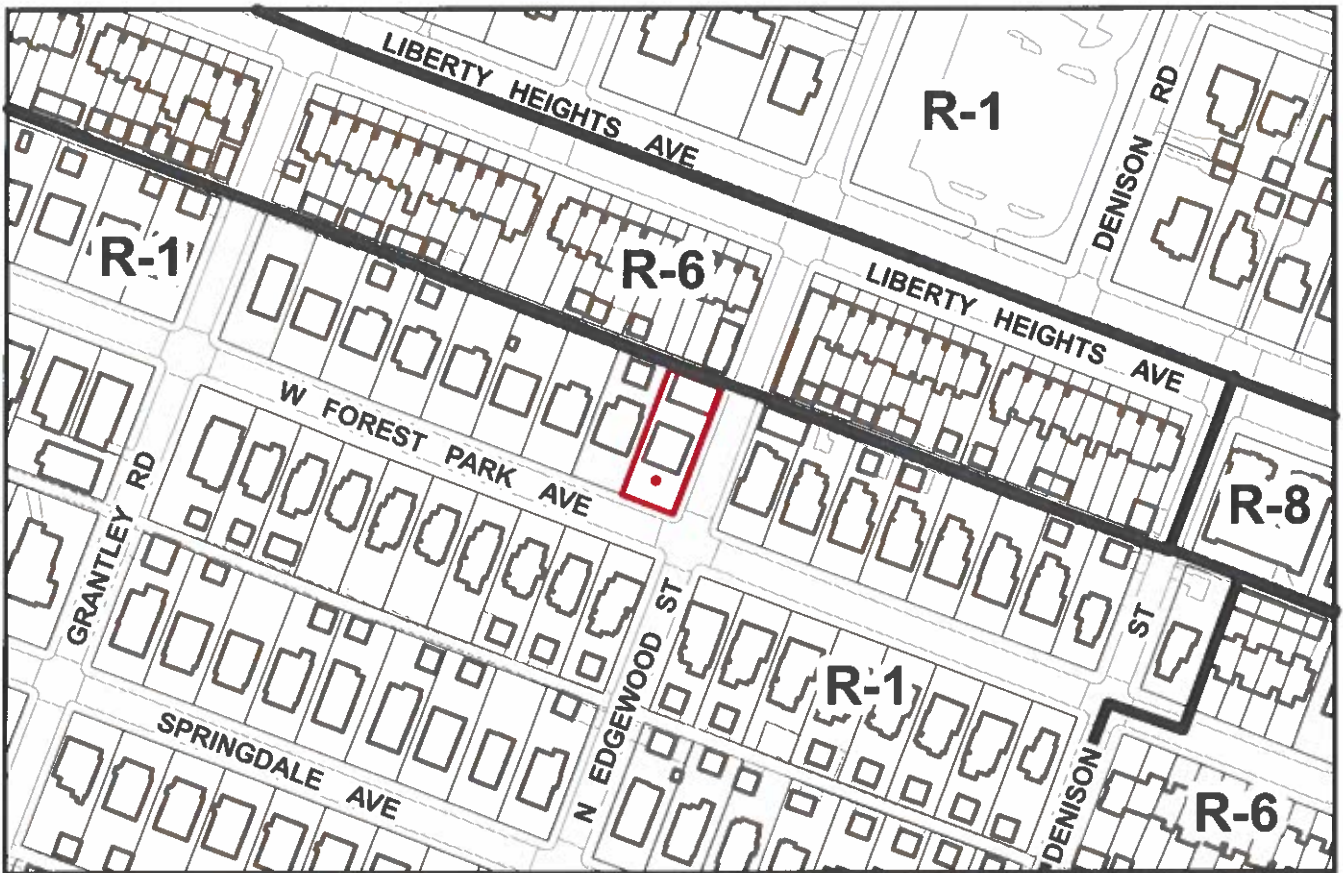 LIBERTY HEIGHTS AVE
R-1
DENISON RD
R-1
R-6
LIBERTY HEIGHTS AVE
W FOREST PARK AVE
GRANTLEY RD
R-8
N EDGEWOOD ST
DENISON ST
R-1
SPRINGDALE AVE
R-6